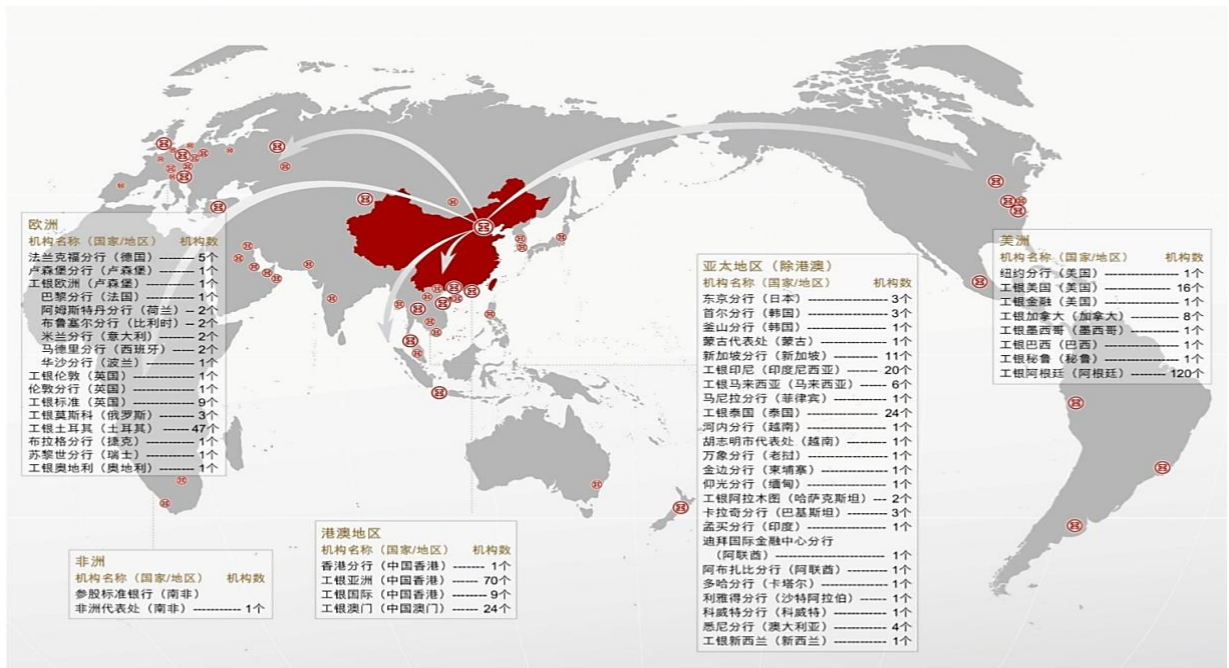 欧洲
机构名称（国家/地区） 机构数
法兰克福分行（德国）------- 5个
卢森堡分行（卢森堡）------- 1个
工银欧洲（卢森堡）--------- 1个
巴黎分行（法国）---------- 1个
阿姆斯特丹分行（荷兰）-- 2个
布鲁塞尔分行（比利时）-- 2个
米兰分行（意大利）------- 2个
马德里分行（西班牙）---- 2个
华沙分行（波兰）---------- 1个
工银伦敦（英国）------------ 1个
伦敦分行（英国）------------ 1个
工银标准（英国）------------ 9个
工银莫斯科（俄罗斯）------- 3个
工银土耳其（土耳其）------ 47个
布拉格分行（捷克）--------- 1个
苏黎世分行（瑞士）--------- 1个
工银奥地利（奥地利）------- 1个
非洲
机构名称（国家/地区） 机构数
参股标准银行（南非）
非洲代表处（南非）----------- 1个
港澳地区
机构名称（国家/地区） 机构数
香港分行（中国香港）------- 1个
工银亚洲（中国香港）----- 70个
工银国际（中国香港）------- 9个
工银澳门（中国澳门）------ 24个
亚太地区（除港澳）
机构名称（国家/地区） 机构数
东京分行（日本）---------------- 3个
首尔分行（韩国）---------------- 3个
釜山分行（韩国）---------------- 1个
蒙古代表处（蒙古）------------- 1个
新加坡分行（新加坡）--------- 11个
工银印尼（印度尼西亚）------ 20个
工银马来西亚（马来西亚）---- 6个
马尼拉分行（菲律宾）---------- 1个
工银泰国（泰国）-------------- 24个
河内分行（越南）---------------- 1个
胡志明市代表处（越南）------- 1个
万象分行（老挝）---------------- 1个
金边分行（柬埔寨）------------- 1个
仰光分行（缅甸）---------------- 1个
工银阿拉木图（哈萨克斯坦）--- 2个
卡拉奇分行（巴基斯坦）------- 3个
孟买分行（印度）---------------- 1个
迪拜国际金融中心分行
（阿联酋）----------------------- 1个
阿布扎比分行（阿联酋）------- 1个
多哈分行（卡塔尔）------------- 1个
利雅得分行（沙特阿拉伯）---- 1个
科威特分行（科威特）---------- 1个
悉尼分行（澳大利亚）---------- 4个
工银新西兰（新西兰）---------- 1个
美洲
机构名称（国家/地区） 机构数
纽约分行（美国）---------------- 1个
工银美国（美国）-------------- 16个
工银金融（美国）---------------- 1个
工银加拿大（加拿大）---------- 8个
工银墨西哥（墨西哥）---------- 1个
工银巴西（巴西）---------------- 1个
工银秘鲁（秘鲁）---------------- 1个
工银阿根廷（阿根廷）------- 120个